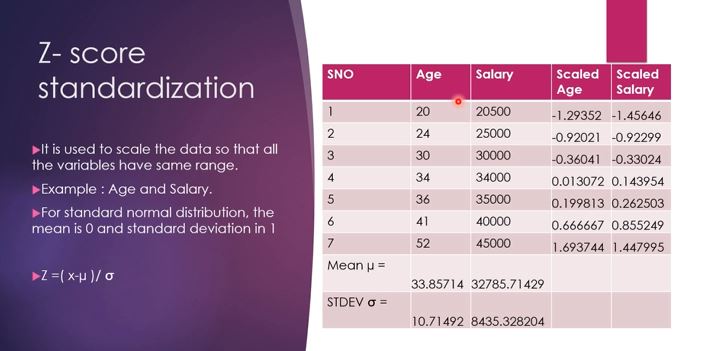 Z- score
standardization
It is used to scale the data so that all
the variables have same range.
Example : Age and Salary.
For standard normal distribution, the
mean is 0 and standard deviation in 1
Z =( x-μ )/ σ
SNO Age Salary Scaled Age Scaled Salary
1 20 20500 -1.29352 -1.45646
2 24 25000 -0.92021 -0.92299
3 30 30000 -0.36041 -0.33024
4 34 34000 0.013072 0.143954
5 36 35000 0.199813 0.262503
6 41 40000 0.666667 0.855249
7 52 45000 1.693744 1.447995
Mean μ = 33.85714 32785.71429
STDEV σ = 10.71492 8435.328204